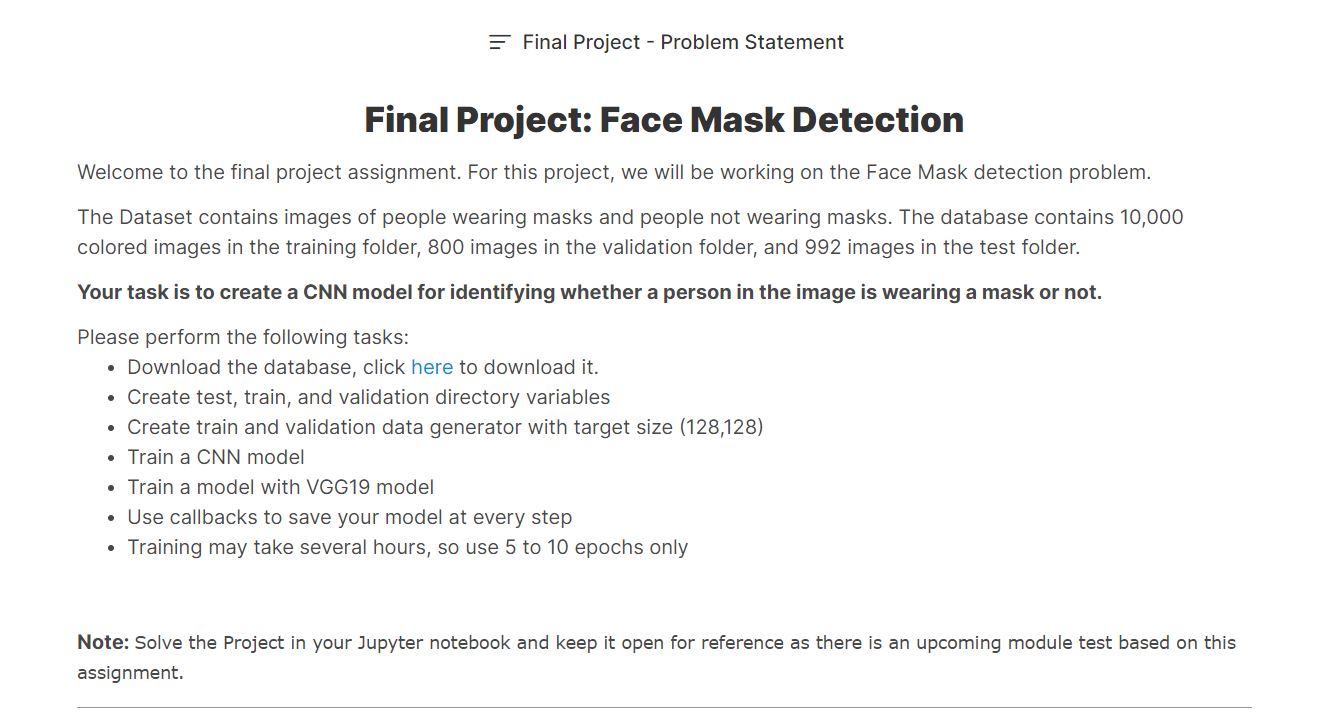 Final Project - Problem Statement
Final Project: Face Mask Detection
Welcome to the final project assignment. For this project, we will be working on the Face Mask detection problem.
The Dataset contains images of people wearing masks and people not wearing masks. The database contains 10,000
colored images in the training folder, 800 images in the validation folder, and 992 images in the test folder.
Your task is to create a CNN model for identifying whether a person in the image is wearing a mask or not.
Please perform the following tasks:
• Download the database, click here to download it.
• Create test, train, and validation directory variables
• Create train and validation data generator with target size (128,128)
• Train a CNN model
• Train a model with VGG19 model
• Use callbacks to save your model at every step
• Training may take several hours, so use 5 to 10 epochs only
Note: Solve the Project in your Jupyter notebook and keep it open for reference as there is an upcoming module test based on this
assignment.